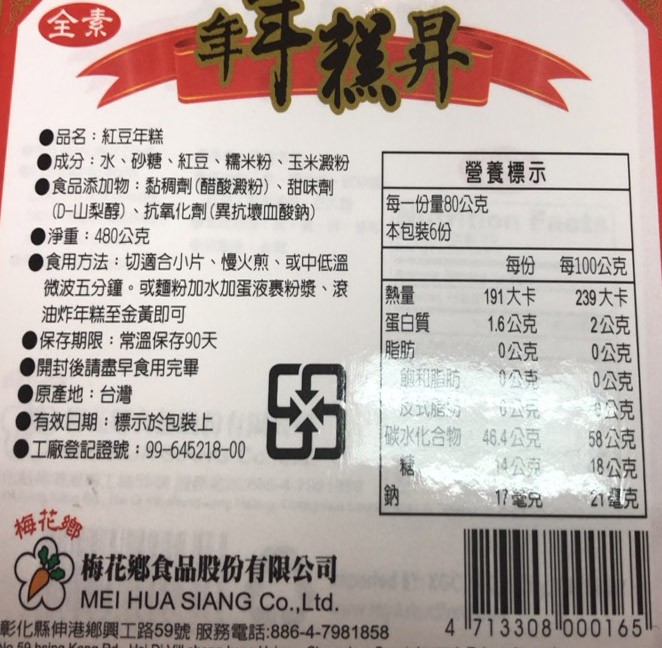 全素
年年糕昇
●品名：紅豆年糕
●成分：水、砂糖、紅豆、糯米粉、玉米澱粉
●食品添加物：黏稠劑(醋酸澱粉)、甜味劑
(D-山梨醇)、抗氧化劑(異抗壞血酸鈉)
●淨重：480公克
●食用方法：切適合小片、慢火煎、或中低溫
微波五分鐘。或麵粉加水加蛋液裹粉漿、滾
油炸年糕至金黃即可
●保存期限：常溫保存90天
●開封後請盡早食用完畢
●原產地：台灣
●有效日期：標示於包裝上
●工廠登記證號：99-645218-00
營養標示
每一份量80公克
本包裝6份
每份 每100公克
熱量 191大卡 239大卡
蛋白質 1.6公克 2公克
脂肪 0公克 0公克
飽和脂肪 0公克 0公克
反式脂肪 0公克 0公克
碳水化合物 46.4公克 58公克
糖 14公克 18公克
鈉 17毫克 21毫克
梅花鄉
梅花鄉食品股份有限公司
MEI HUA SIANG Co.,Ltd.
彰化縣伸港鄉興工路59號 服務電話:886-4-7981858
4 713308 000165